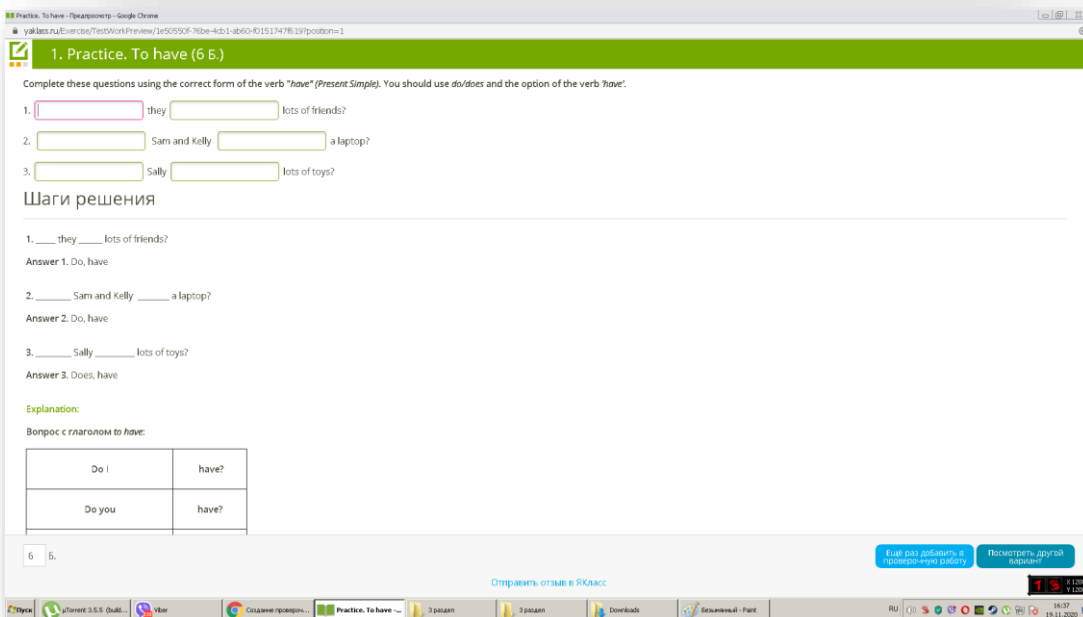 Practice. To have - Предпросмотр - Google Chrome
yaklass.ru/Exercise/TestWorkPreview/1e50550f-76be-4cb1-ab60-f0151747f619?position=1
1. Practice. To have (6 Б.)
Complete these questions using the correct form of the verb "have" (Present Simple). You should use do/does and the option of the verb 'have'.
1. they lots of friends?
2. Sam and Kelly a laptop?
3. Sally lots of toys?
Шаги решения
1. ____ they _____ lots of friends?
Answer 1. Do, have
2. ________ Sam and Kelly _______ a laptop?
Answer 2. Do, have
3. ________ Sally _________ lots of toys?
Answer 3. Does, have
Explanation:
Вопрос с глаголом to have:
Do I have?
Do you have?
6 Б.
Ещё раз добавить в проверочную работу
Посмотреть другой вариант
Отправить отзыв в ЯКласс
Пуск µTorrent 3.5.5 (build... Viber Создание провероч... Practice. To have -... 3 раздел 3 раздел Downloads Безымянный - Paint RU 16:37
19.11.2020